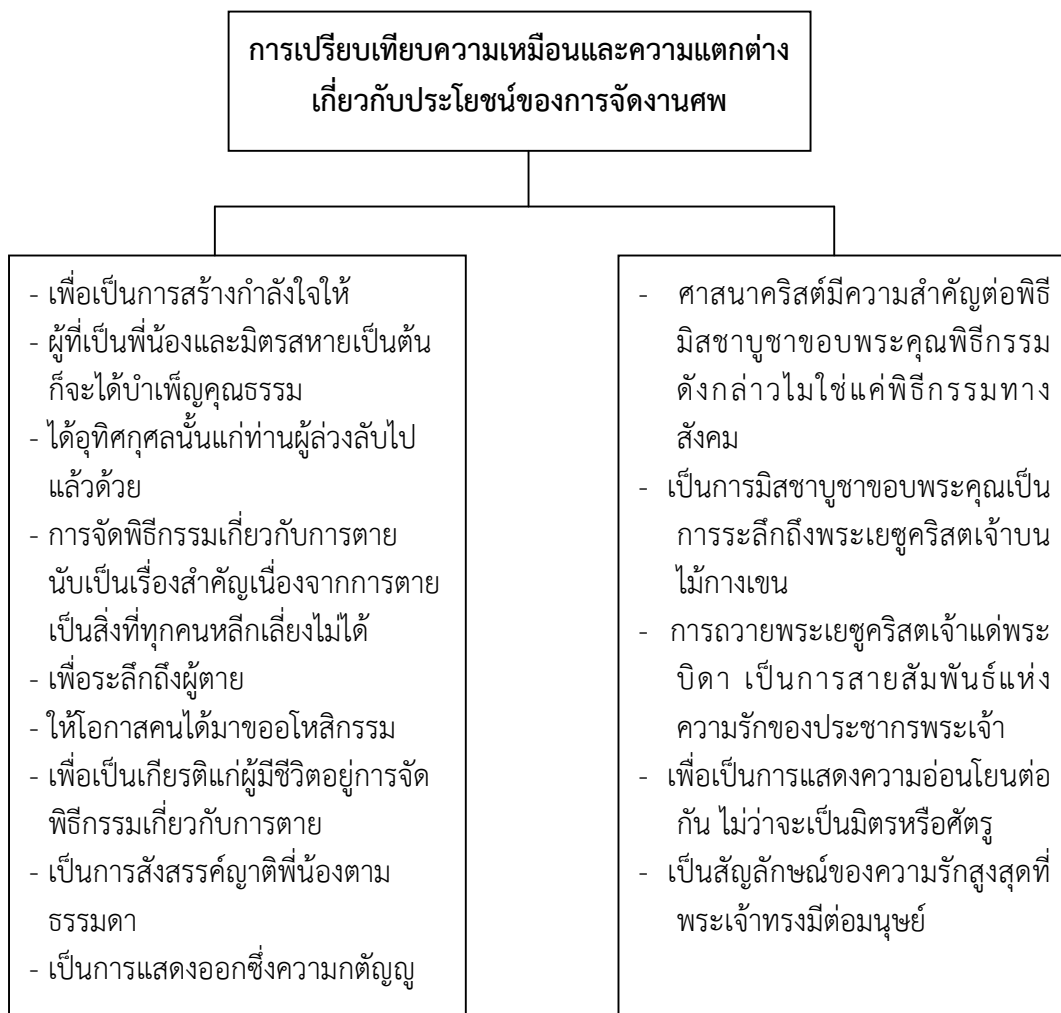 การเปรียบเทียบความเหมือนและความแตกต่าง
เกี่ยวกับประโยชน์ของการจัดงานศพ
- เพื่อเป็นการสร้างกำลังใจให้
- ผู้ที่เป็นพี่น้องและมิตรสหายเป็นต้น
ก็จะได้บำเพ็ญคุณธรรม
- ได้อุทิศกุศลนั้นแก่ท่านผู้ล่วงลับไป
แล้วด้วย
- การจัดพิธีกรรมเกี่ยวกับการตาย
นับเป็นเรื่องสำคัญเนื่องจากการตาย
เป็นสิ่งที่ทุกคนหลีกเลี่ยงไม่ได้
- เพื่อระลึกถึงผู้ตาย
- ให้โอกาสคนได้มาขออโหสิกรรม
- เพื่อเป็นเกียรติแก่ผู้มีชีวิตอยู่การจัด
พิธีกรรมเกี่ยวกับการตาย
- เป็นการสังสรรค์ญาติพี่น้องตาม
ธรรมดา
- เป็นการแสดงออกซึ่งความกตัญญู
- ศาสนาคริสต์มีความสำคัญต่อพิธี
มิสซาบูชาขอบพระคุณพิธีกรรม
ดังกล่าวไมใช่แค่พิธีกรรมทาง
สังคม
- เป็นการมิสซาบูชาขอบพระคุณเป็น
การระลึกถึงพระเยซูคริสตเจ้าบน
ไม้กางเขน
- การถวายพระเยซูคริสตเจ้าแด่พระ
บิดา เป็นการสายสัมพันธ์แห่ง
ความรักของประชากรพระเจ้า
- เพื่อเป็นการแสดงความอ่อนโยนต่อ
กัน ไม่ว่าจะเป็นมิตรหรือศัตรู
- เป็นสัญลักษณ์ของความรักสูงสุดที่
พระเจ้าทรงมีต่อมนุษย์